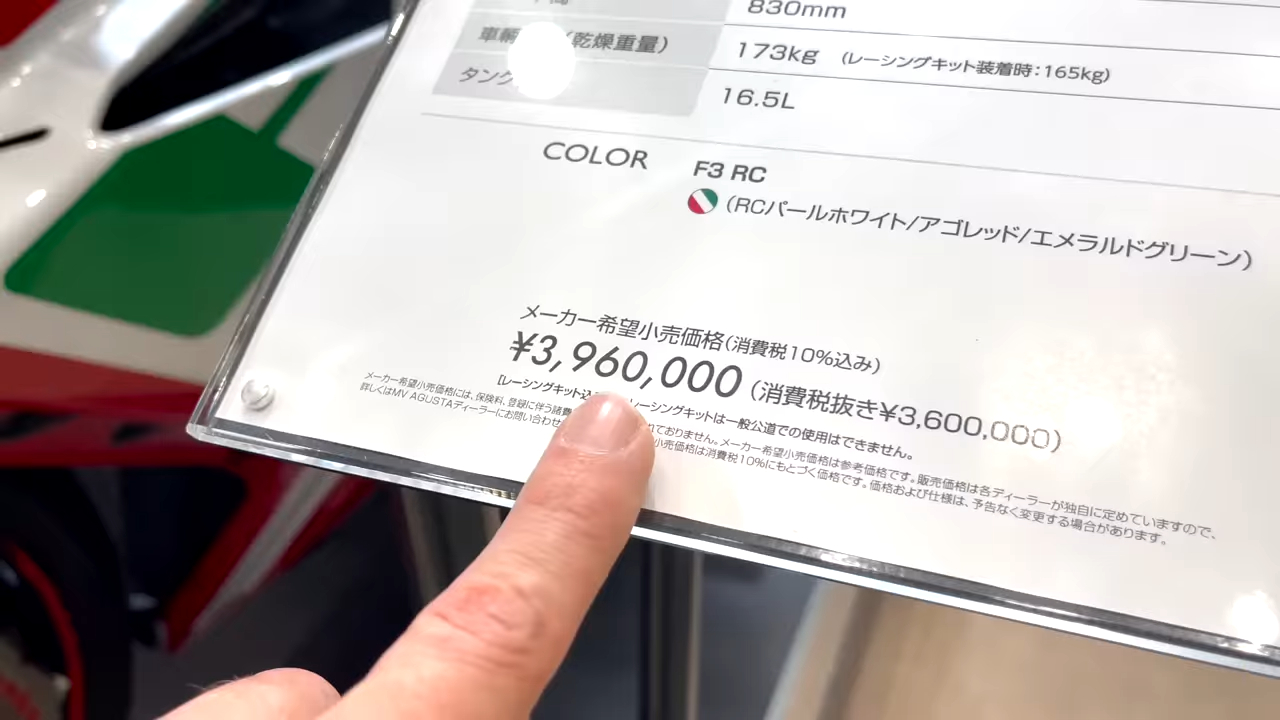 830mm
車輌 (乾燥重量) 173kg (レーシングキット装着時:165kg)
タンク 16.5L
COLOR F3 RC
(RCパールホワイト/アゴレッド/エメラルドグリーン)
メーカー希望小売価格(消費税10%込み)
¥3,960,000 (消費税抜き¥3,600,000)
[レーシングキット込 レーシングキットは一般公道での使用はできません。
メーカー希望小売価格には、保険料、登録に伴う諸費 れておりません。メーカー希望小売価格は参考価格です。販売価格は各ディーラーが独自に定めていますので、
詳しくはMV AGUSTAディーラーにお問い合わせ 小売価格は消費税10%にもとづく価格です。価格および仕様は、予告なく変更する場合があります。